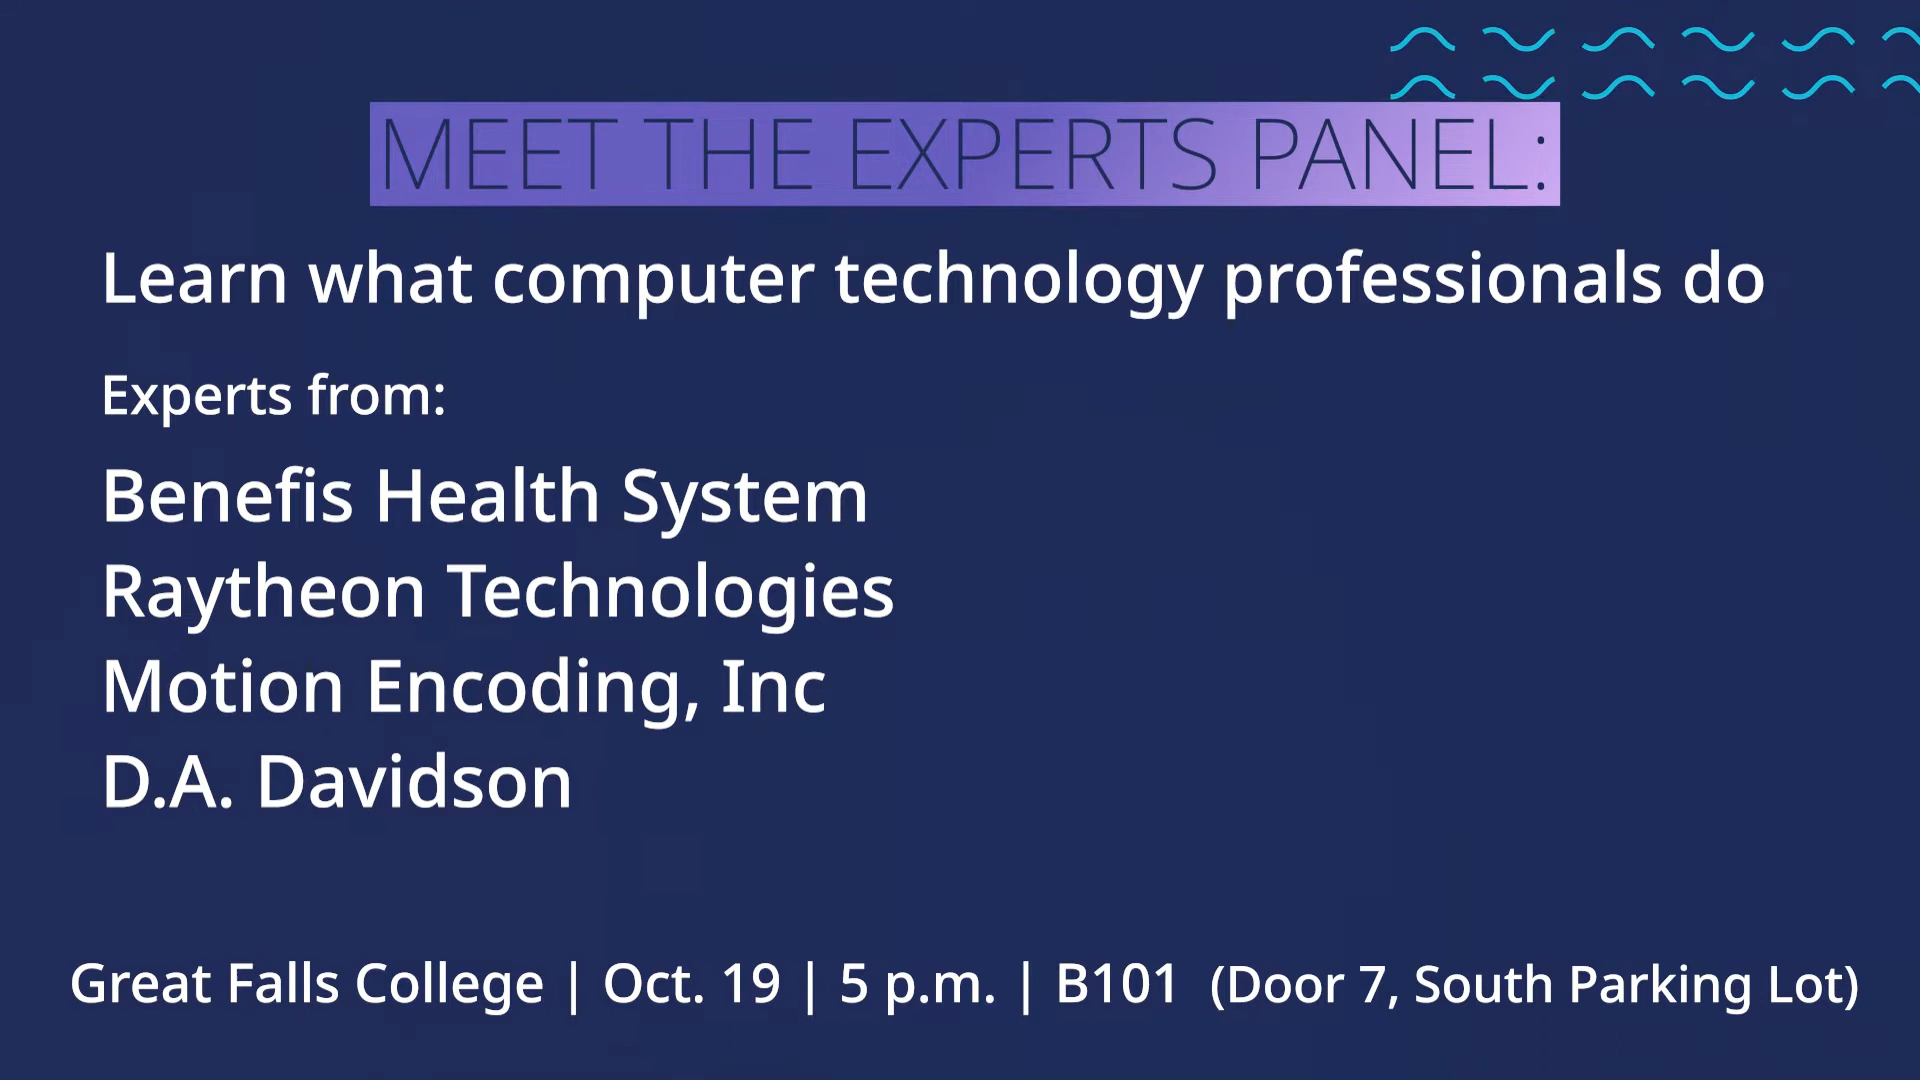 MEET THE EXPERTS PANEL:
Learn what computer technology professionals do
Experts from:
Benefis Health System
Raytheon Technologies
Motion Encoding, Inc
D.A. Davidson
Great Falls College | Oct. 19 | 5 p.m. | B101 (Door 7, South Parking Lot)